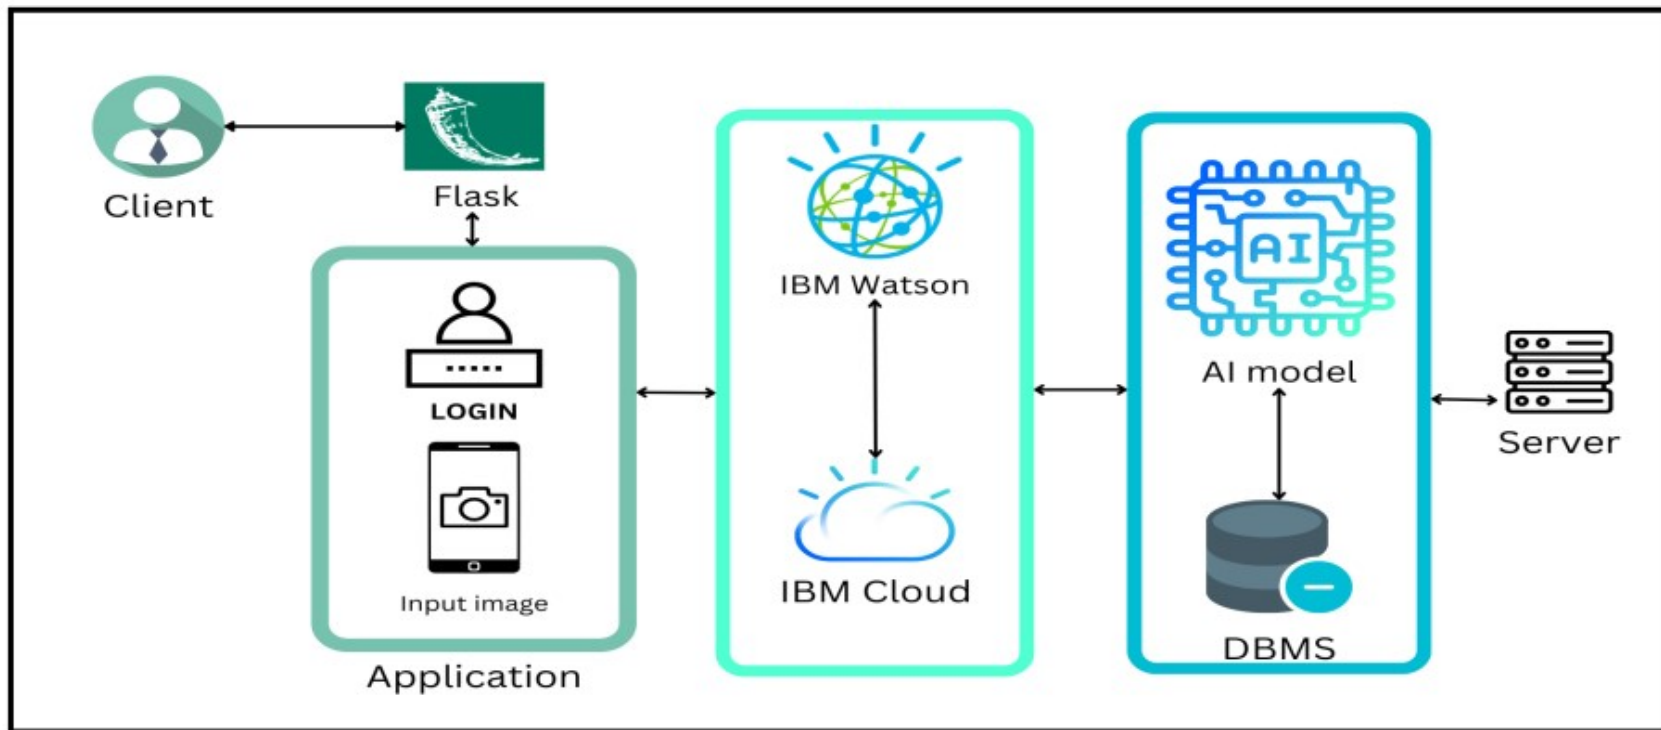 Client
Flask
LOGIN
Input image
Application
IBM Watson
IBM Cloud
AI
AI model
DBMS
Server